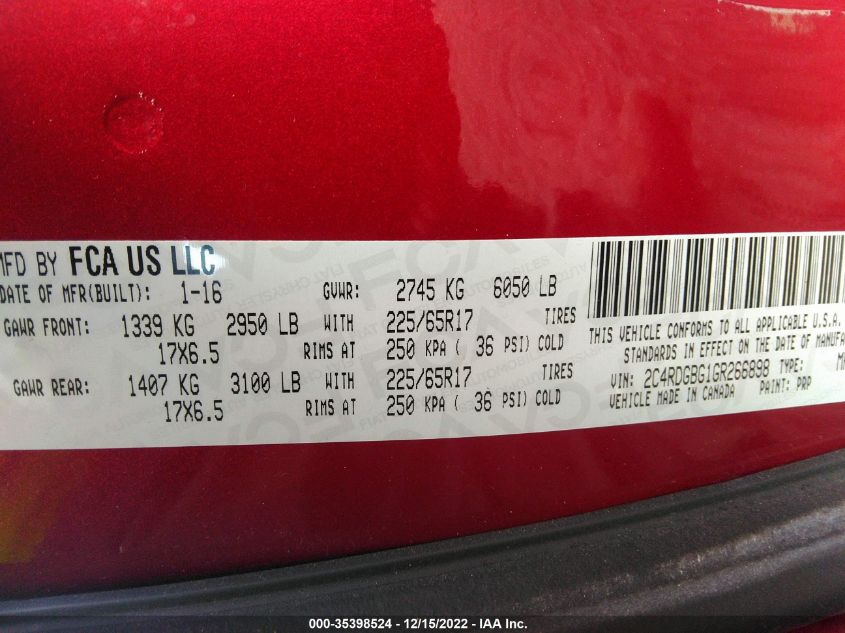 MFD BY FCA US LLC
DATE OF MFR(BUILT): 1-16 GVWR: 2745 KG 6050 LB
GAWR FRONT: 1339 KG 2950 LB WITH 225/65R17 TIRES
17X6.5 RIMS AT 250 KPA ( 36 PSI) COLD
GAWR REAR: 1407 KG 3100 LB WITH 225/65R17 TIRES
17X6.5 RIMS AT 250 KPA ( 36 PSI) COLD
THIS VEHICLE CONFORMS TO ALL APPLICABLE U.S.A.
STANDARDS IN EFFECT ON THE DATE OF
VIN: 2C4RDGBG1GR266898 TYPE:
VEHICLE MADE IN CANADA PAINT: PRP
000-35398524 - 12/15/2022 - IAA Inc.